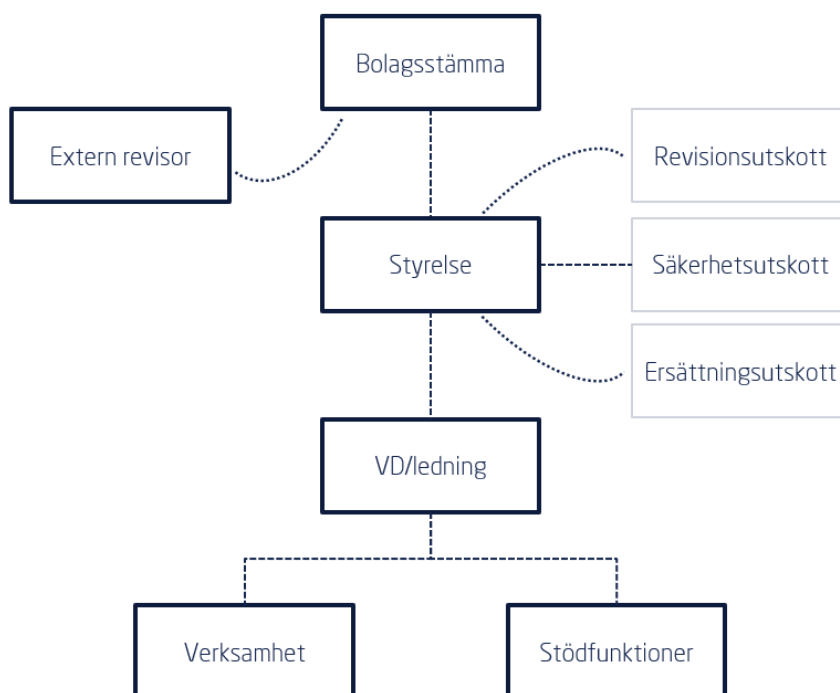 Bolagsstämma
Extern revisor
Revisionsutskott
Styrelse
Säkerhetsutskott
Ersättningsutskott
VD/ledning
Verksamhet
Stödfunktioner